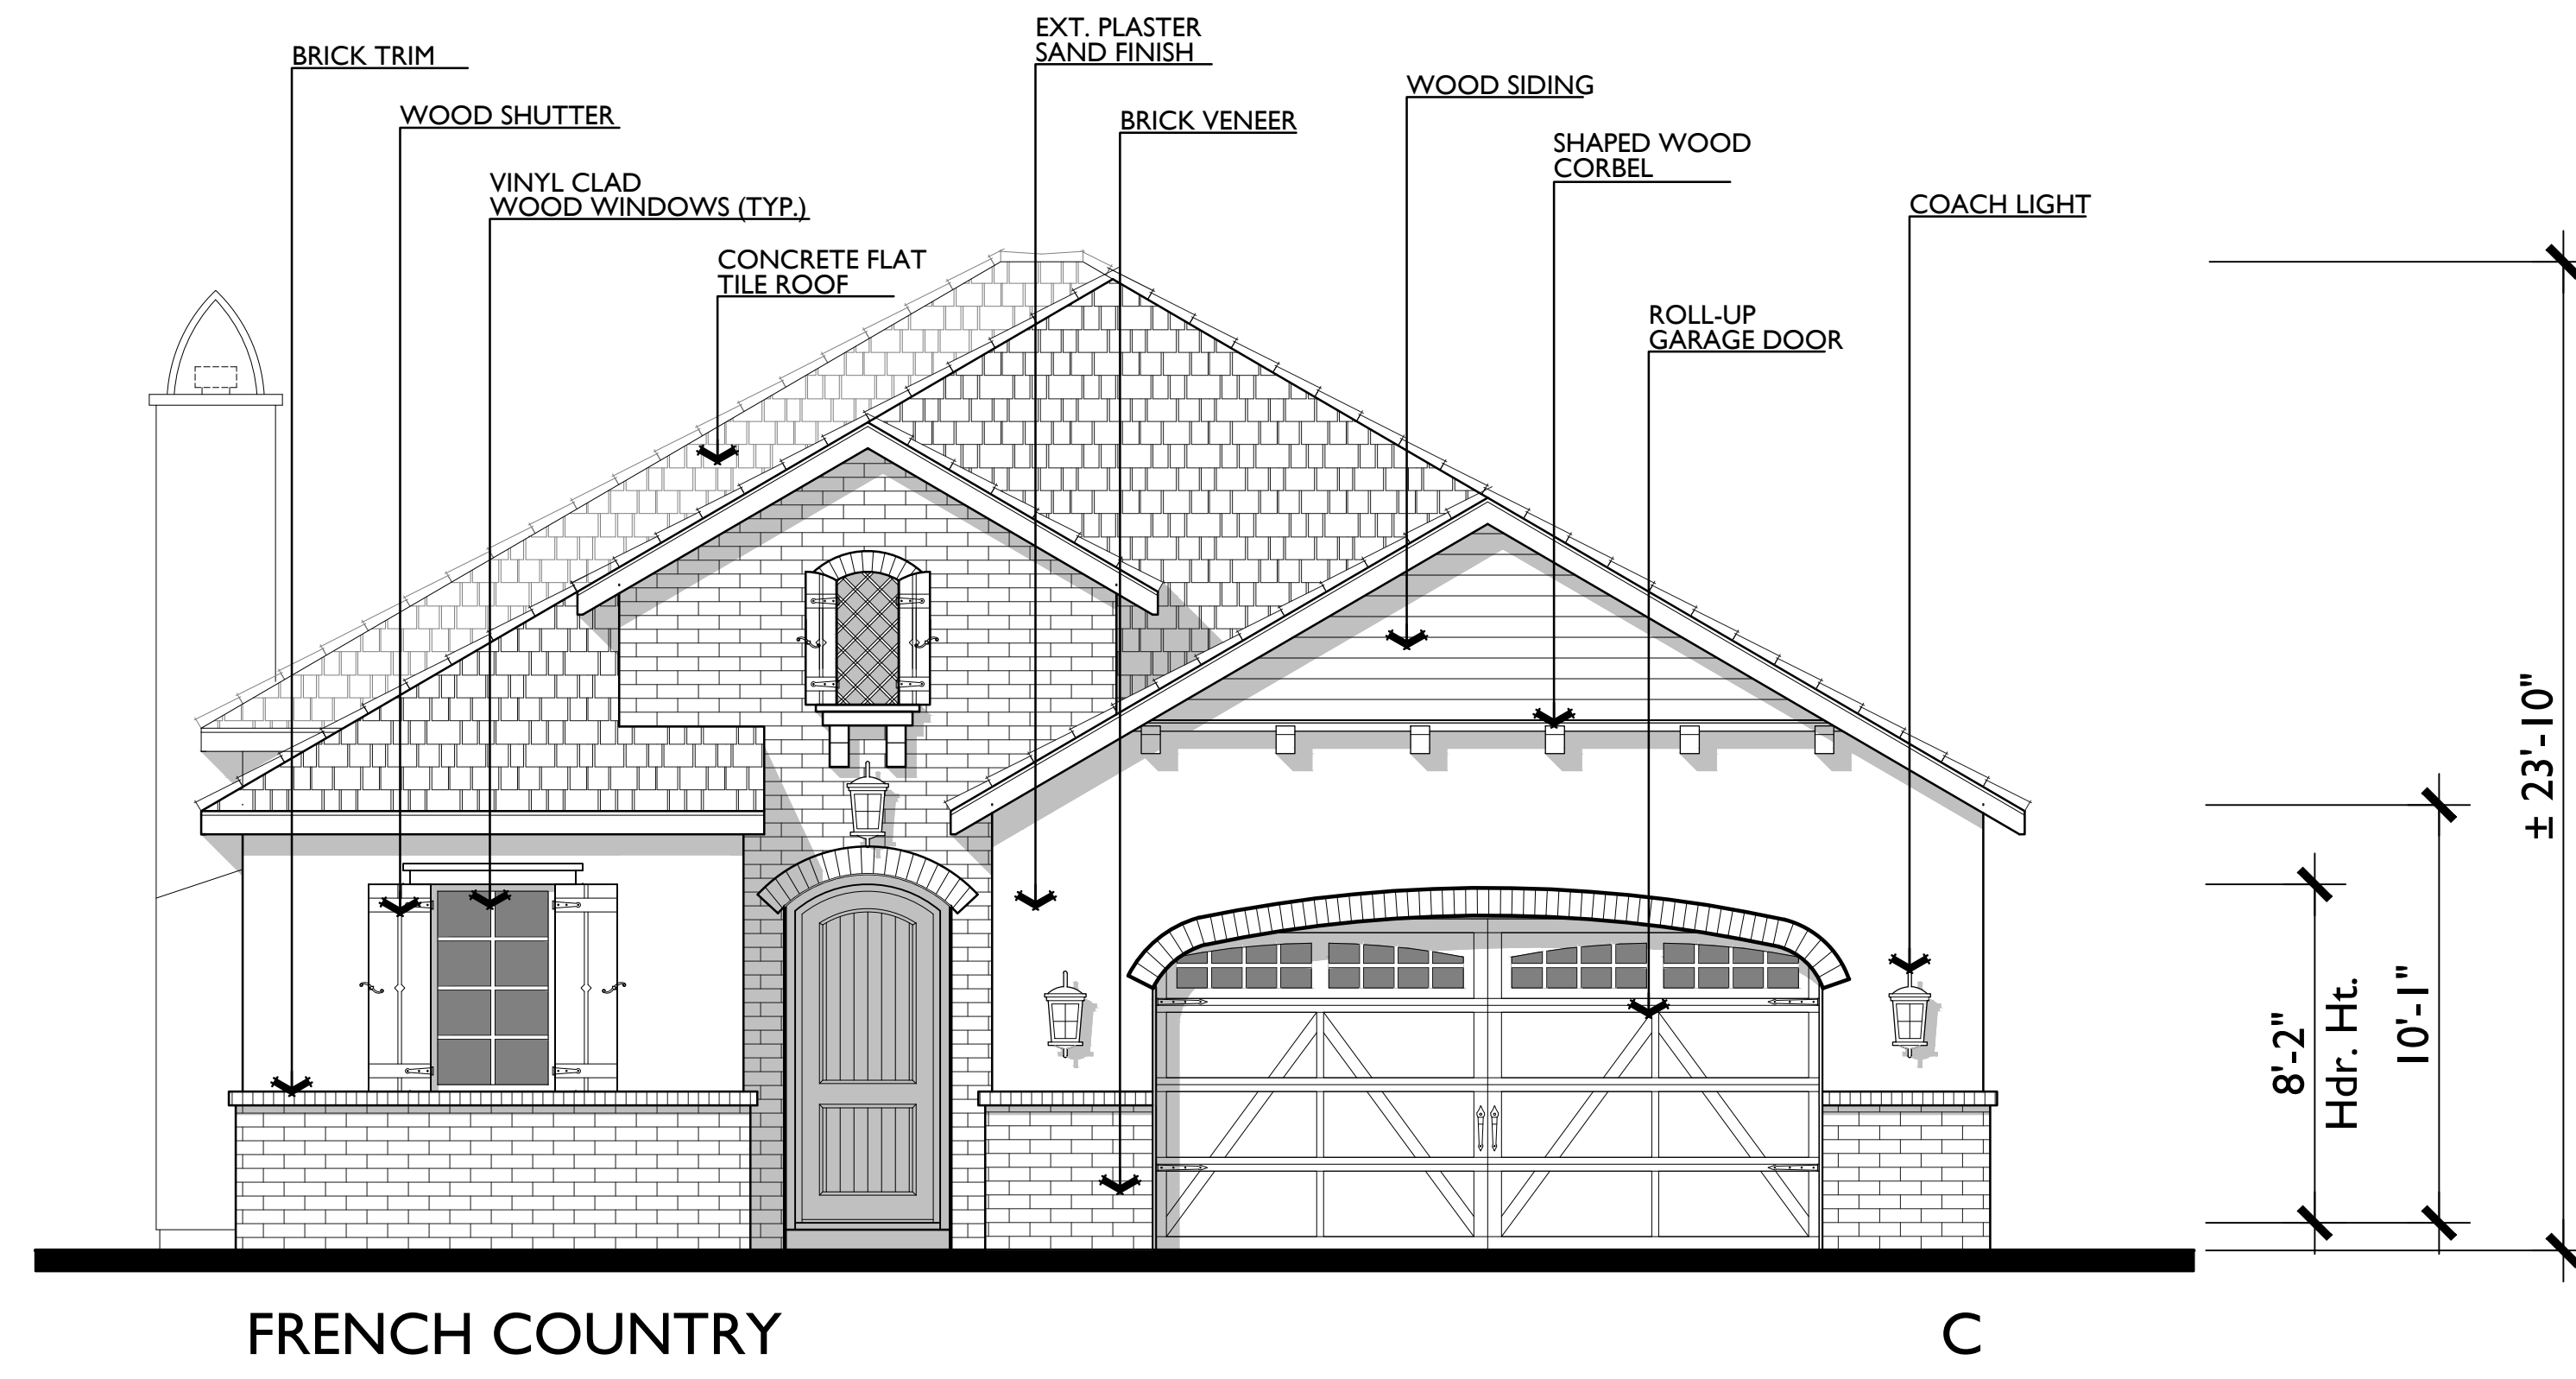 EXT. PLASTER
SAND FINISH
BRICK TRIM
WOOD SIDING
WOOD SHUTTER
BRICK VENEER
SHAPED WOOD
CORBEL
VINYL CLAD
WOOD WINDOWS (TYP.)
COACH LIGHT
CONCRETE FLAT
TILE ROOF
ROLL-UP
GARAGE DOOR
± 23'-10"
10'-1"
8'-2"
Hdr. Ht.
FRENCH COUNTRY
C